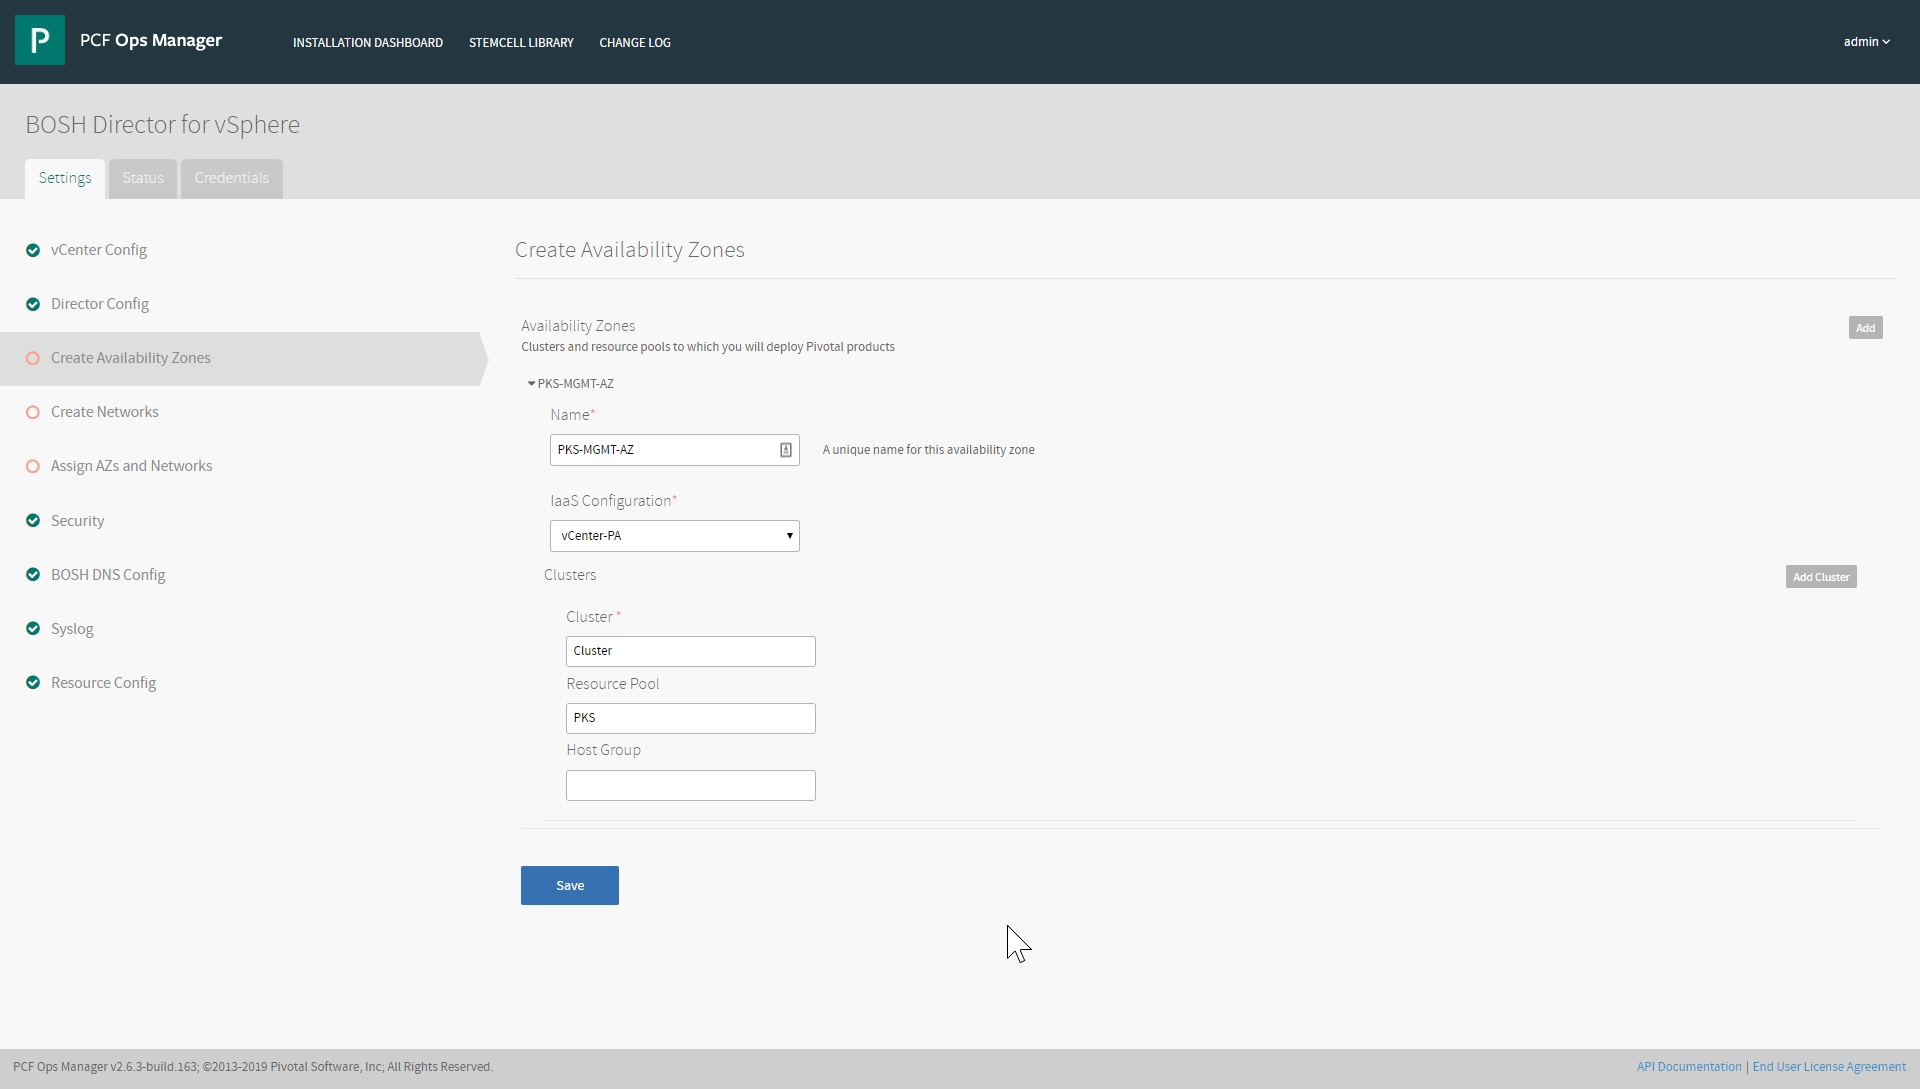 P
PCF Ops Manager
INSTALLATION DASHBOARD
STEMCELL LIBRARY
CHANGE LOG
admin
BOSH Director for vSphere
Settings
Status
Credentials
vCenter Config
Director Config
Create Availability Zones
Create Networks
Assign AZs and Networks
Security
BOSH DNS Config
Syslog
Resource Config
Create Availability Zones
Availability Zones
Add
Clusters and resource pools to which you will deploy Pivotal products
PKS-MGMT-AZ
Name*
PKS-MGMT-AZ
A unique name for this availability zone
IaaS Configuration*
vCenter-PA
Clusters
Add Cluster
Cluster *
Cluster
Resource Pool
PKS
Host Group
Save
PCF Ops Manager v2.6.3-build.163; ©2013-2019 Pivotal Software, Inc; All Rights Reserved.
API Documentation | End User License Agreement